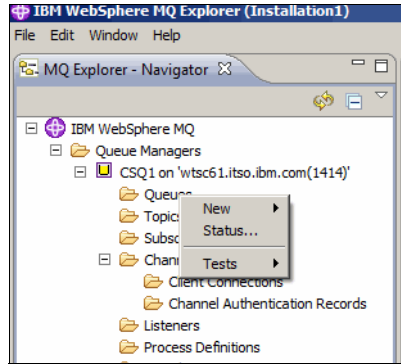 IBM WebSphere MQ Explorer (Installation1)
File Edit Window Help
MQ Explorer - Navigator
IBM WebSphere MQ
Queue Managers
CSQ1 on 'wtsc61.itso.ibm.com(1414)'
Queues
New
Topics
Status...
Subsc
Chann
Tests
Client Connections
Channel Authentication Records
Listeners
Process Definitions